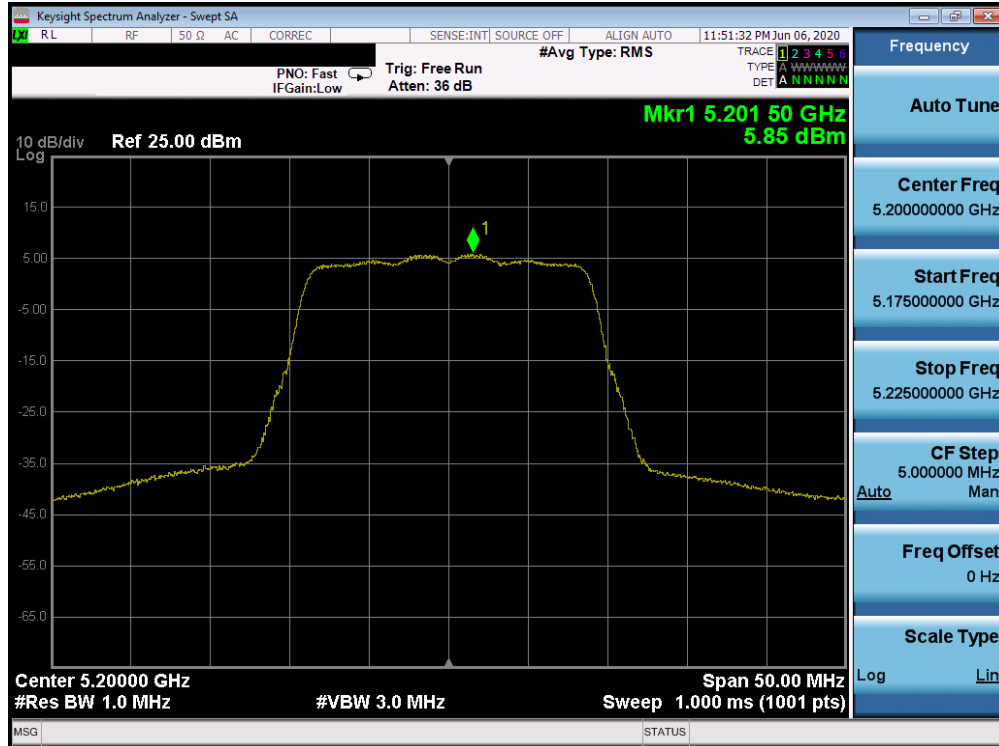 Keysight Spectrum Analyzer - Swept SA
LXI RL RF 50 Ω AC CORREC SENSE:INT SOURCE OFF ALIGN AUTO 11:51:32 PM Jun 06, 2020
#Avg Type: RMS
TRACE 1 2 3 4 5 6
PNO: Fast Trig: Free Run TYPE A WWWWW
IFGain:Low Atten: 36 dB DET A N N N N N
Mkr1 5.201 50 GHz
5.85 dBm
10 dB/div Ref 25.00 dBm
Log
15.0
1
5.00
-5.00
-15.0
-25.0
-35.0
-45.0
-55.0
-65.0
Center 5.20000 GHz Span 50.00 MHz
#Res BW 1.0 MHz #VBW 3.0 MHz Sweep 1.000 ms (1001 pts)
MSG STATUS
Frequency
Auto Tune
Center Freq
5.200000000 GHz
Start Freq
5.175000000 GHz
Stop Freq
5.225000000 GHz
CF Step
5.000000 MHz
Auto Man
Freq Offset
0 Hz
Scale Type
Log Lin